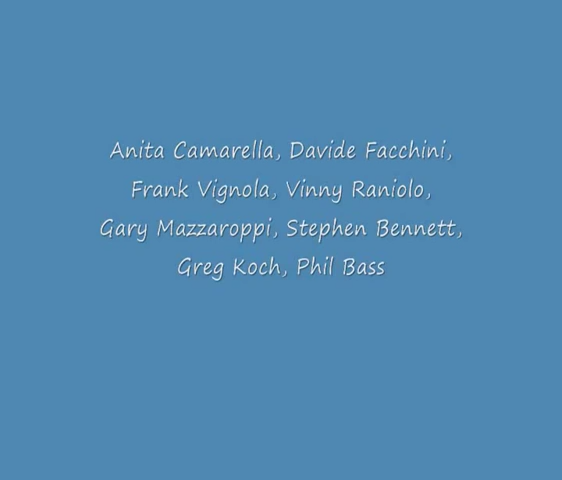 Anita Camarella, Davide Facchini,
Frank Vignola, Vinny Raniolo,
Gary Mazzaroppi, Stephen Bennett,
Greg Koch, Phil Bass